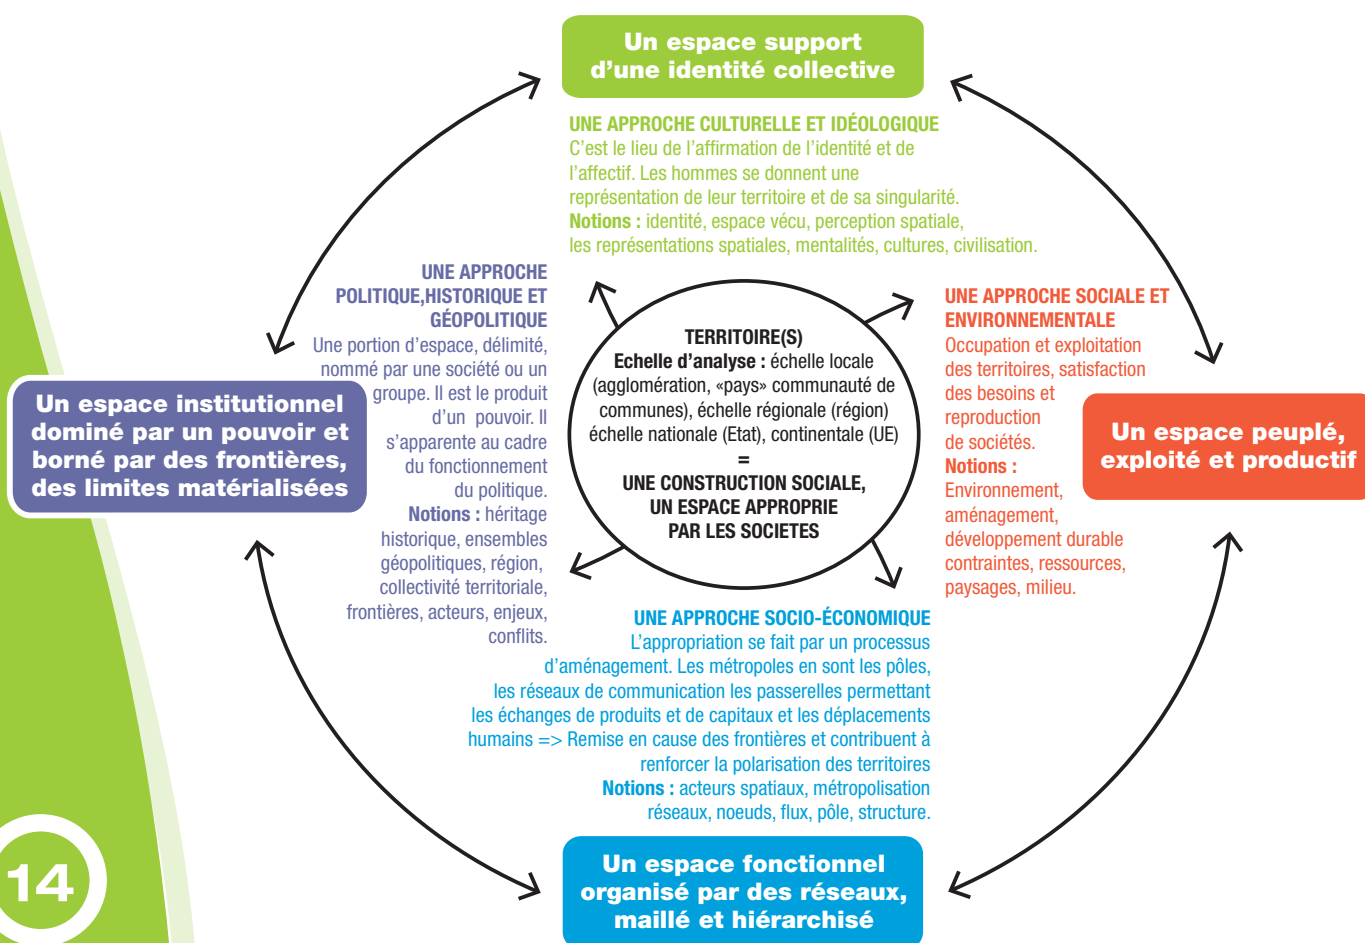 Un espace support
d'une identité collective
UNE APPROCHE CULTURELLE ET IDÉOLOGIQUE
C'est le lieu de l'affirmation de l'identité et de
l'affectif. Les hommes se donnent une
représentation de leur territoire et de sa singularité.
Notions : identité, espace vécu, perception spatiale,
les représentations spatiales, mentalités, cultures, civilisation.
UNE APPROCHE
POLITIQUE,HISTORIQUE ET
GÉOPOLITIQUE
Une portion d'espace, délimité,
nommé par une société ou un
groupe. Il est le produit
d'un pouvoir. Il
s'apparente au cadre
du fonctionnement
du politique.
Notions : héritage
historique, ensembles
géopolitiques, région,
collectivité territoriale,
frontières, acteurs, enjeux,
conflits.
Un espace institutionnel
dominé par un pouvoir et
borné par des frontières,
des limites matérialisées
TERRITOIRE(S)
Echelle d'analyse : échelle locale
(agglomération, «pays» communauté de
communes), échelle régionale (région)
échelle nationale (Etat), continentale (UE)
=
UNE CONSTRUCTION SOCIALE,
UN ESPACE APPROPRIE
PAR LES SOCIETES
UNE APPROCHE SOCIALE ET
ENVIRONNEMENTALE
Occupation et exploitation
des territoires, satisfaction
des besoins et
reproduction
de sociétés.
Notions :
Environnement,
aménagement,
développement durable
contraintes, ressources,
paysages, milieu.
Un espace peuplé,
exploité et productif
UNE APPROCHE SOCIO-ÉCONOMIQUE
L'appropriation se fait par un processus
d'aménagement. Les métropoles en sont les pôles,
les réseaux de communication les passerelles permettant
les échanges de produits et de capitaux et les déplacements
humains => Remise en cause des frontières et contribuent à
renforcer la polarisation des territoires
Notions : acteurs spatiaux, métropolisation
réseaux, noeuds, flux, pôle, structure.
Un espace fonctionnel
organisé par des réseaux,
maillé et hiérarchisé
14